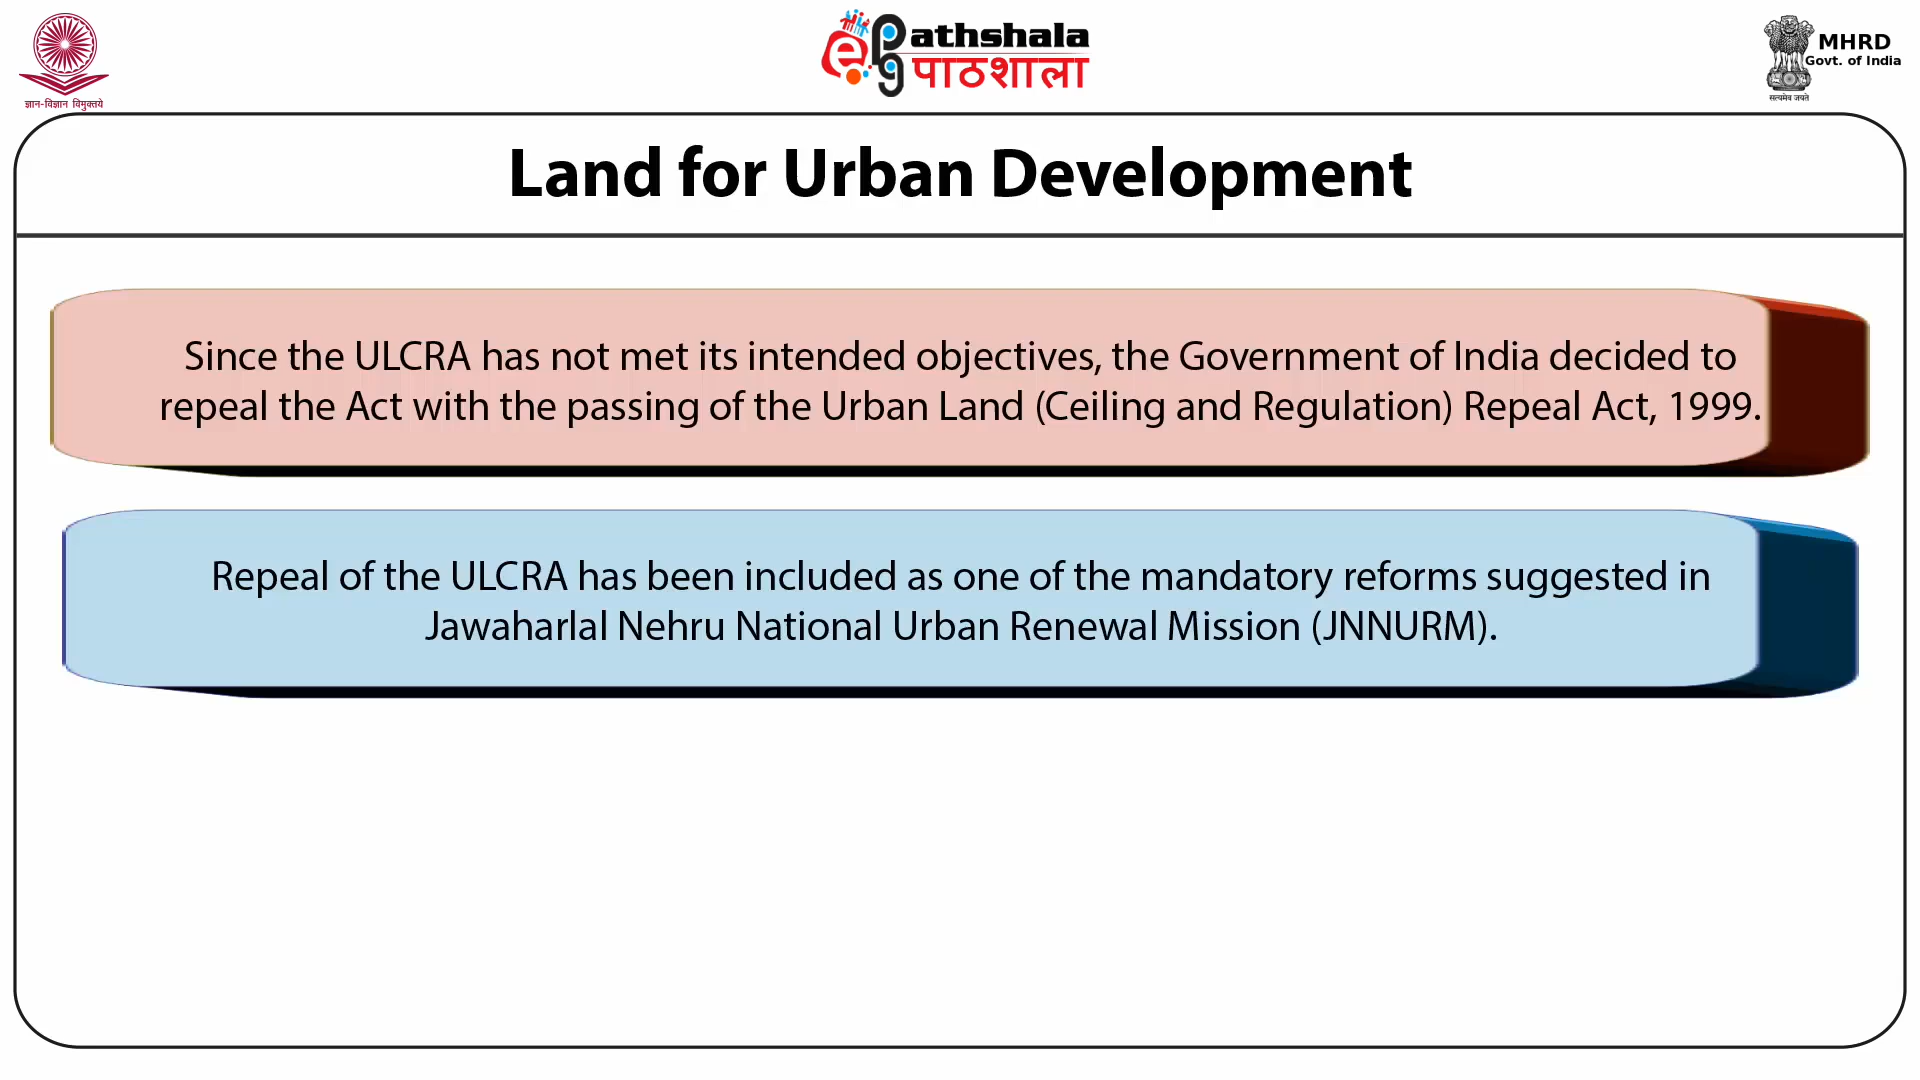 ज्ञान-विज्ञान विमुक्तये
ePg Pathshala
पाठशाला
सत्यमेव जयते
MHRD
Govt. of India
Land for Urban Development
Since the ULCRA has not met its intended objectives, the Government of India decided to
repeal the Act with the passing of the Urban Land (Ceiling and Regulation) Repeal Act, 1999.
Repeal of the ULCRA has been included as one of the mandatory reforms suggested in
Jawaharlal Nehru National Urban Renewal Mission (JNNURM).